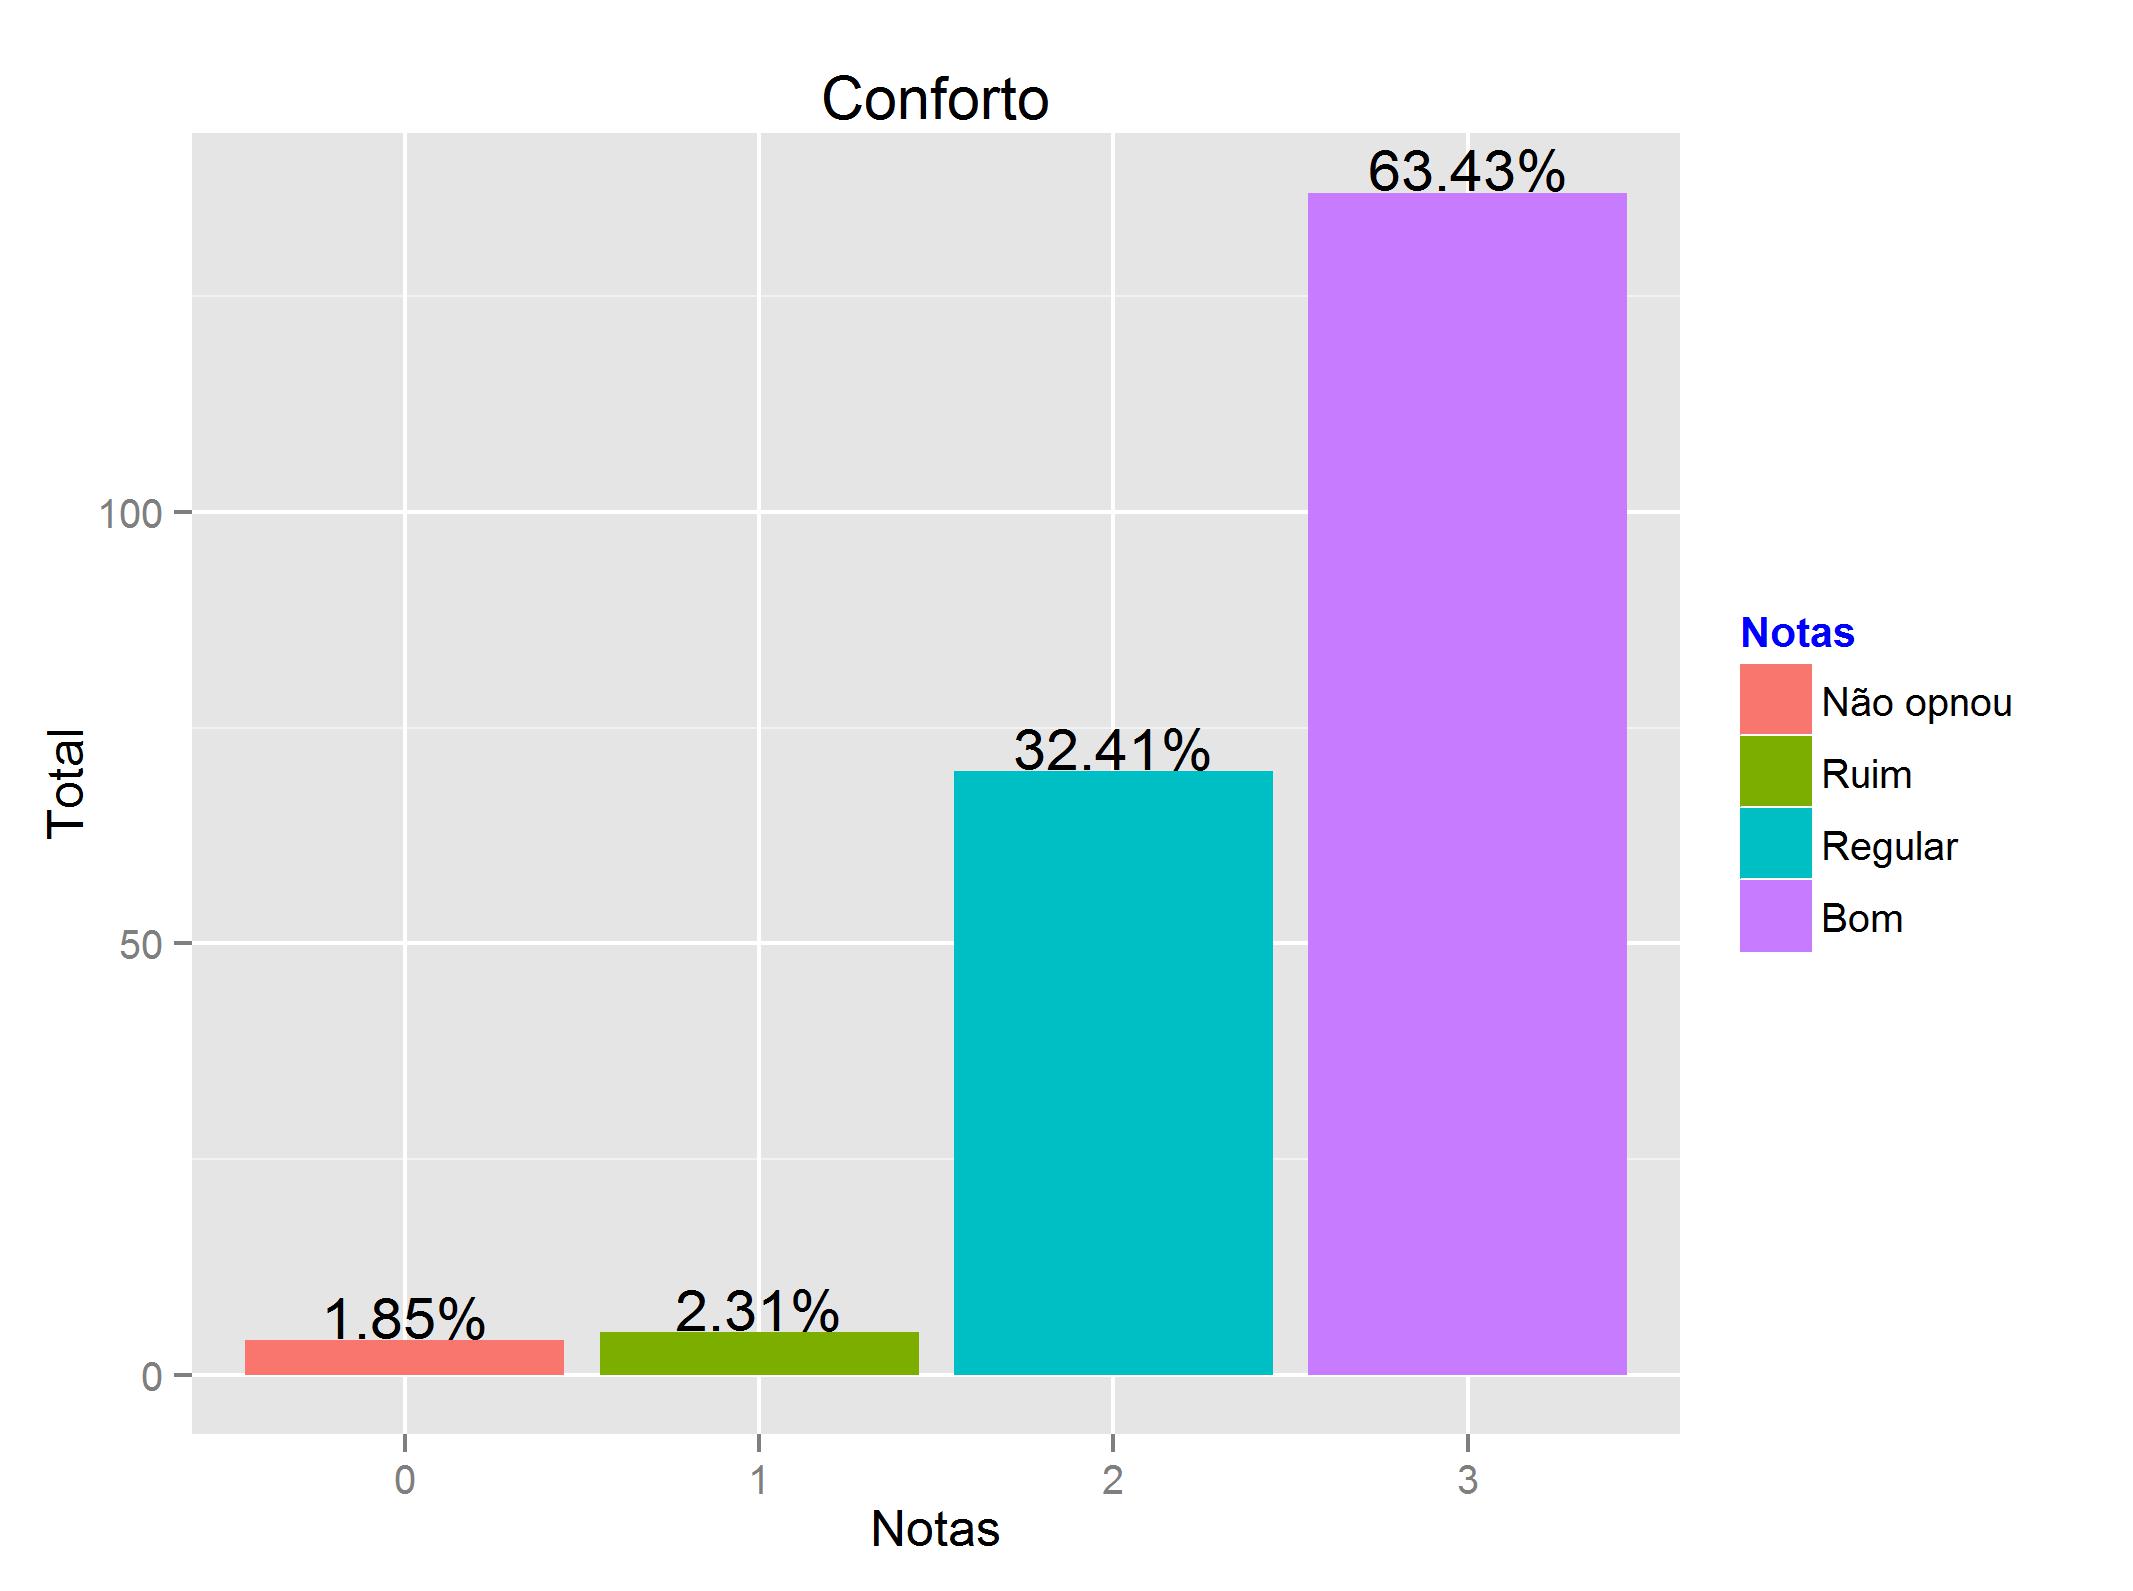 Conforto
63.43%
32.41%
2.31%
1.85%
100
50
0
Total
0 1 2 3
Notas
Notas
Não opnou
Ruim
Regular
Bom